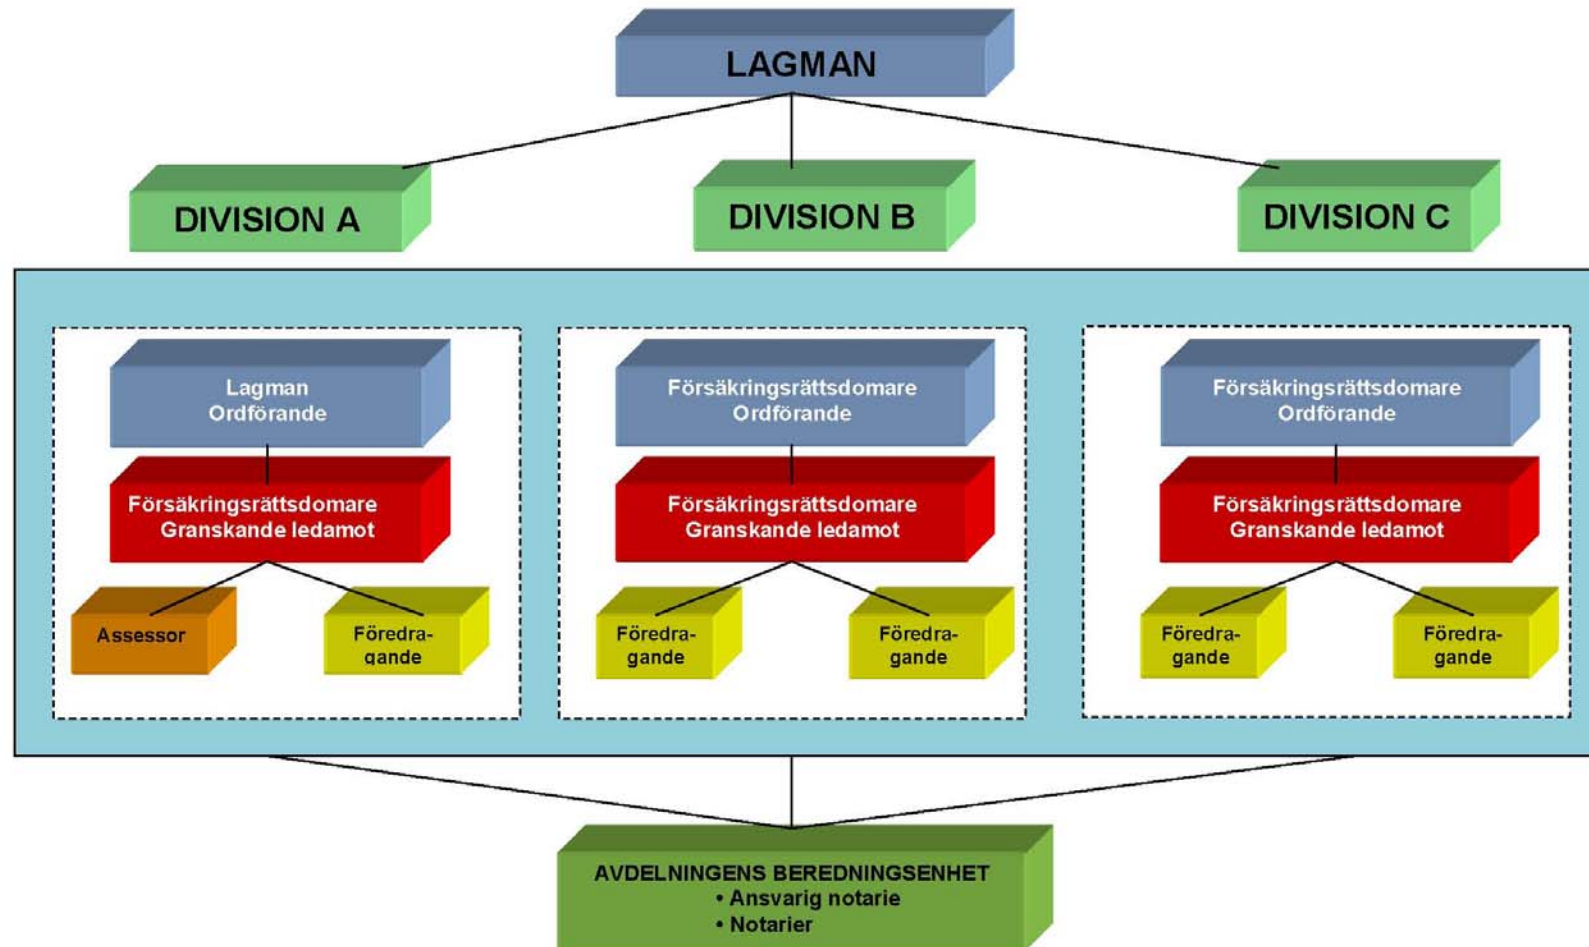 LAGMAN
DIVISION A
DIVISION B
DIVISION C
Lagman
Ordförande
Försäkringsrättsdomare
Granskande ledamot
Assessor
Föredra-
gande
Försäkringsrättsdomare
Ordförande
Försäkringsrättsdomare
Granskande ledamot
Föredra-
gande
Föredra-
gande
Försäkringsrättsdomare
Ordförande
Försäkringsrättsdomare
Granskande ledamot
Föredra-
gande
Föredra-
gande
AVDELNINGENS BEREDNINGSENHET
• Ansvarig notarie
• Notarier